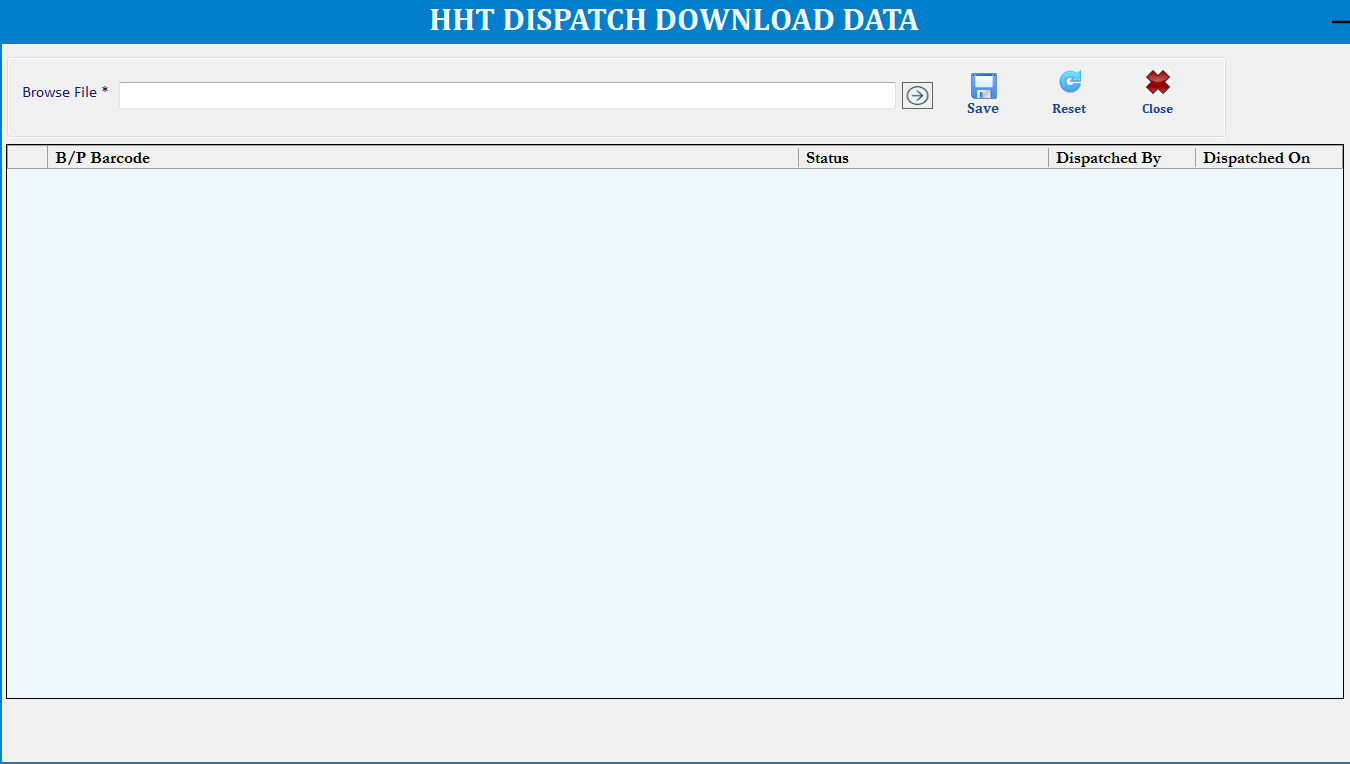 HHT DISPATCH DOWNLOAD DATA
Browse File *
Save Reset Close
B/P Barcode Status Dispatched By Dispatched On